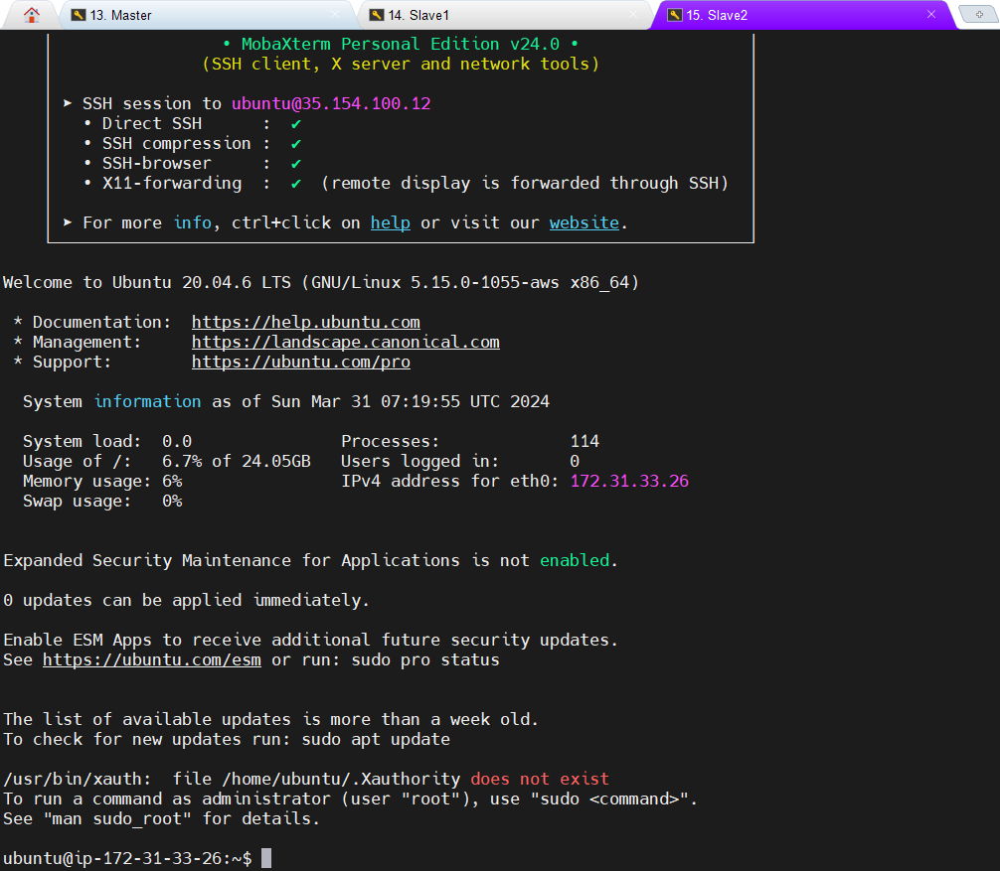 13. Master
14. Slave1
15. Slave2
• MobaXterm Personal Edition v24.0 •
(SSH client, X server and network tools)
➤ SSH session to ubuntu@35.154.100.12
• Direct SSH      :  ✔
• SSH compression :  ✔
• SSH-browser     :  ✔
• X11-forwarding  :  ✔  (remote display is forwarded through SSH)
➤ For more info, ctrl+click on help or visit our website.
Welcome to Ubuntu 20.04.6 LTS (GNU/Linux 5.15.0-1055-aws x86_64)
* Documentation:  https://help.ubuntu.com
* Management:     https://landscape.canonical.com
* Support:        https://ubuntu.com/pro
System information as of Sun Mar 31 07:19:55 UTC 2024
System load:  0.0               Processes:             114
Usage of /:   6.7% of 24.05GB   Users logged in:       0
Memory usage: 6%                IPv4 address for eth0: 172.31.33.26
Swap usage:   0%
Expanded Security Maintenance for Applications is not enabled.
0 updates can be applied immediately.
Enable ESM Apps to receive additional future security updates.
See https://ubuntu.com/esm or run: sudo pro status
The list of available updates is more than a week old.
To check for new updates run: sudo apt update
/usr/bin/xauth:  file /home/ubuntu/.Xauthority does not exist
To run a command as administrator (user "root"), use "sudo <command>".
See "man sudo_root" for details.
ubuntu@ip-172-31-33-26:~$